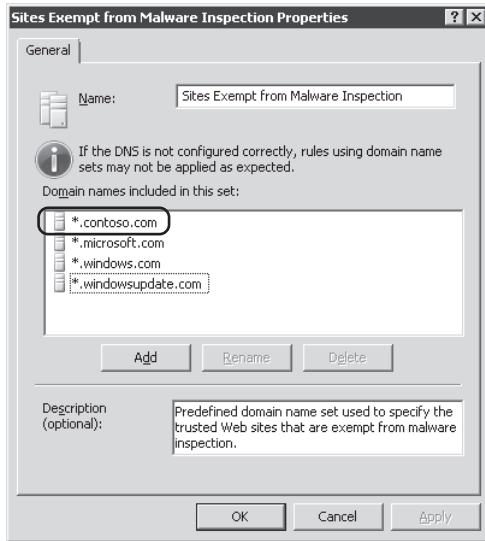 Sites Exempt from Malware Inspection Properties
General
Name:
Sites Exempt from Malware Inspection
If the DNS is not configured correctly, rules using domain name
sets may not be applied as expected.
Domain names included in this set:
*.contoso.com
*.microsoft.com
*.windows.com
*.windowsupdate.com
Add
Rename
Delete
Description
(optional):
Predefined domain name set used to specify the
trusted Web sites that are exempt from malware
inspection.
OK
Cancel
Apply